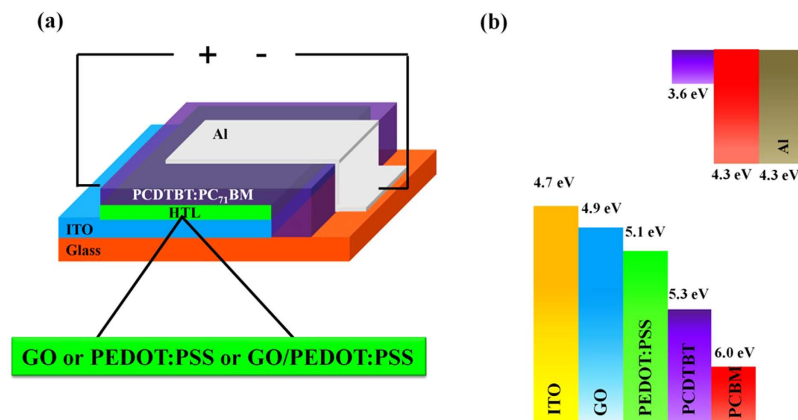 (a)
+ -
Al
PCDTBT:PC₇₁BM
HTL
ITO
Glass
GO or PEDOT:PSS or GO/PEDOT:PSS
(b)
3.6 eV
4.3 eV
4.3 eV
Al
4.7 eV
4.9 eV
5.1 eV
5.3 eV
6.0 eV
ITO
GO
PEDOT:PSS
PCDTBT
PCBM